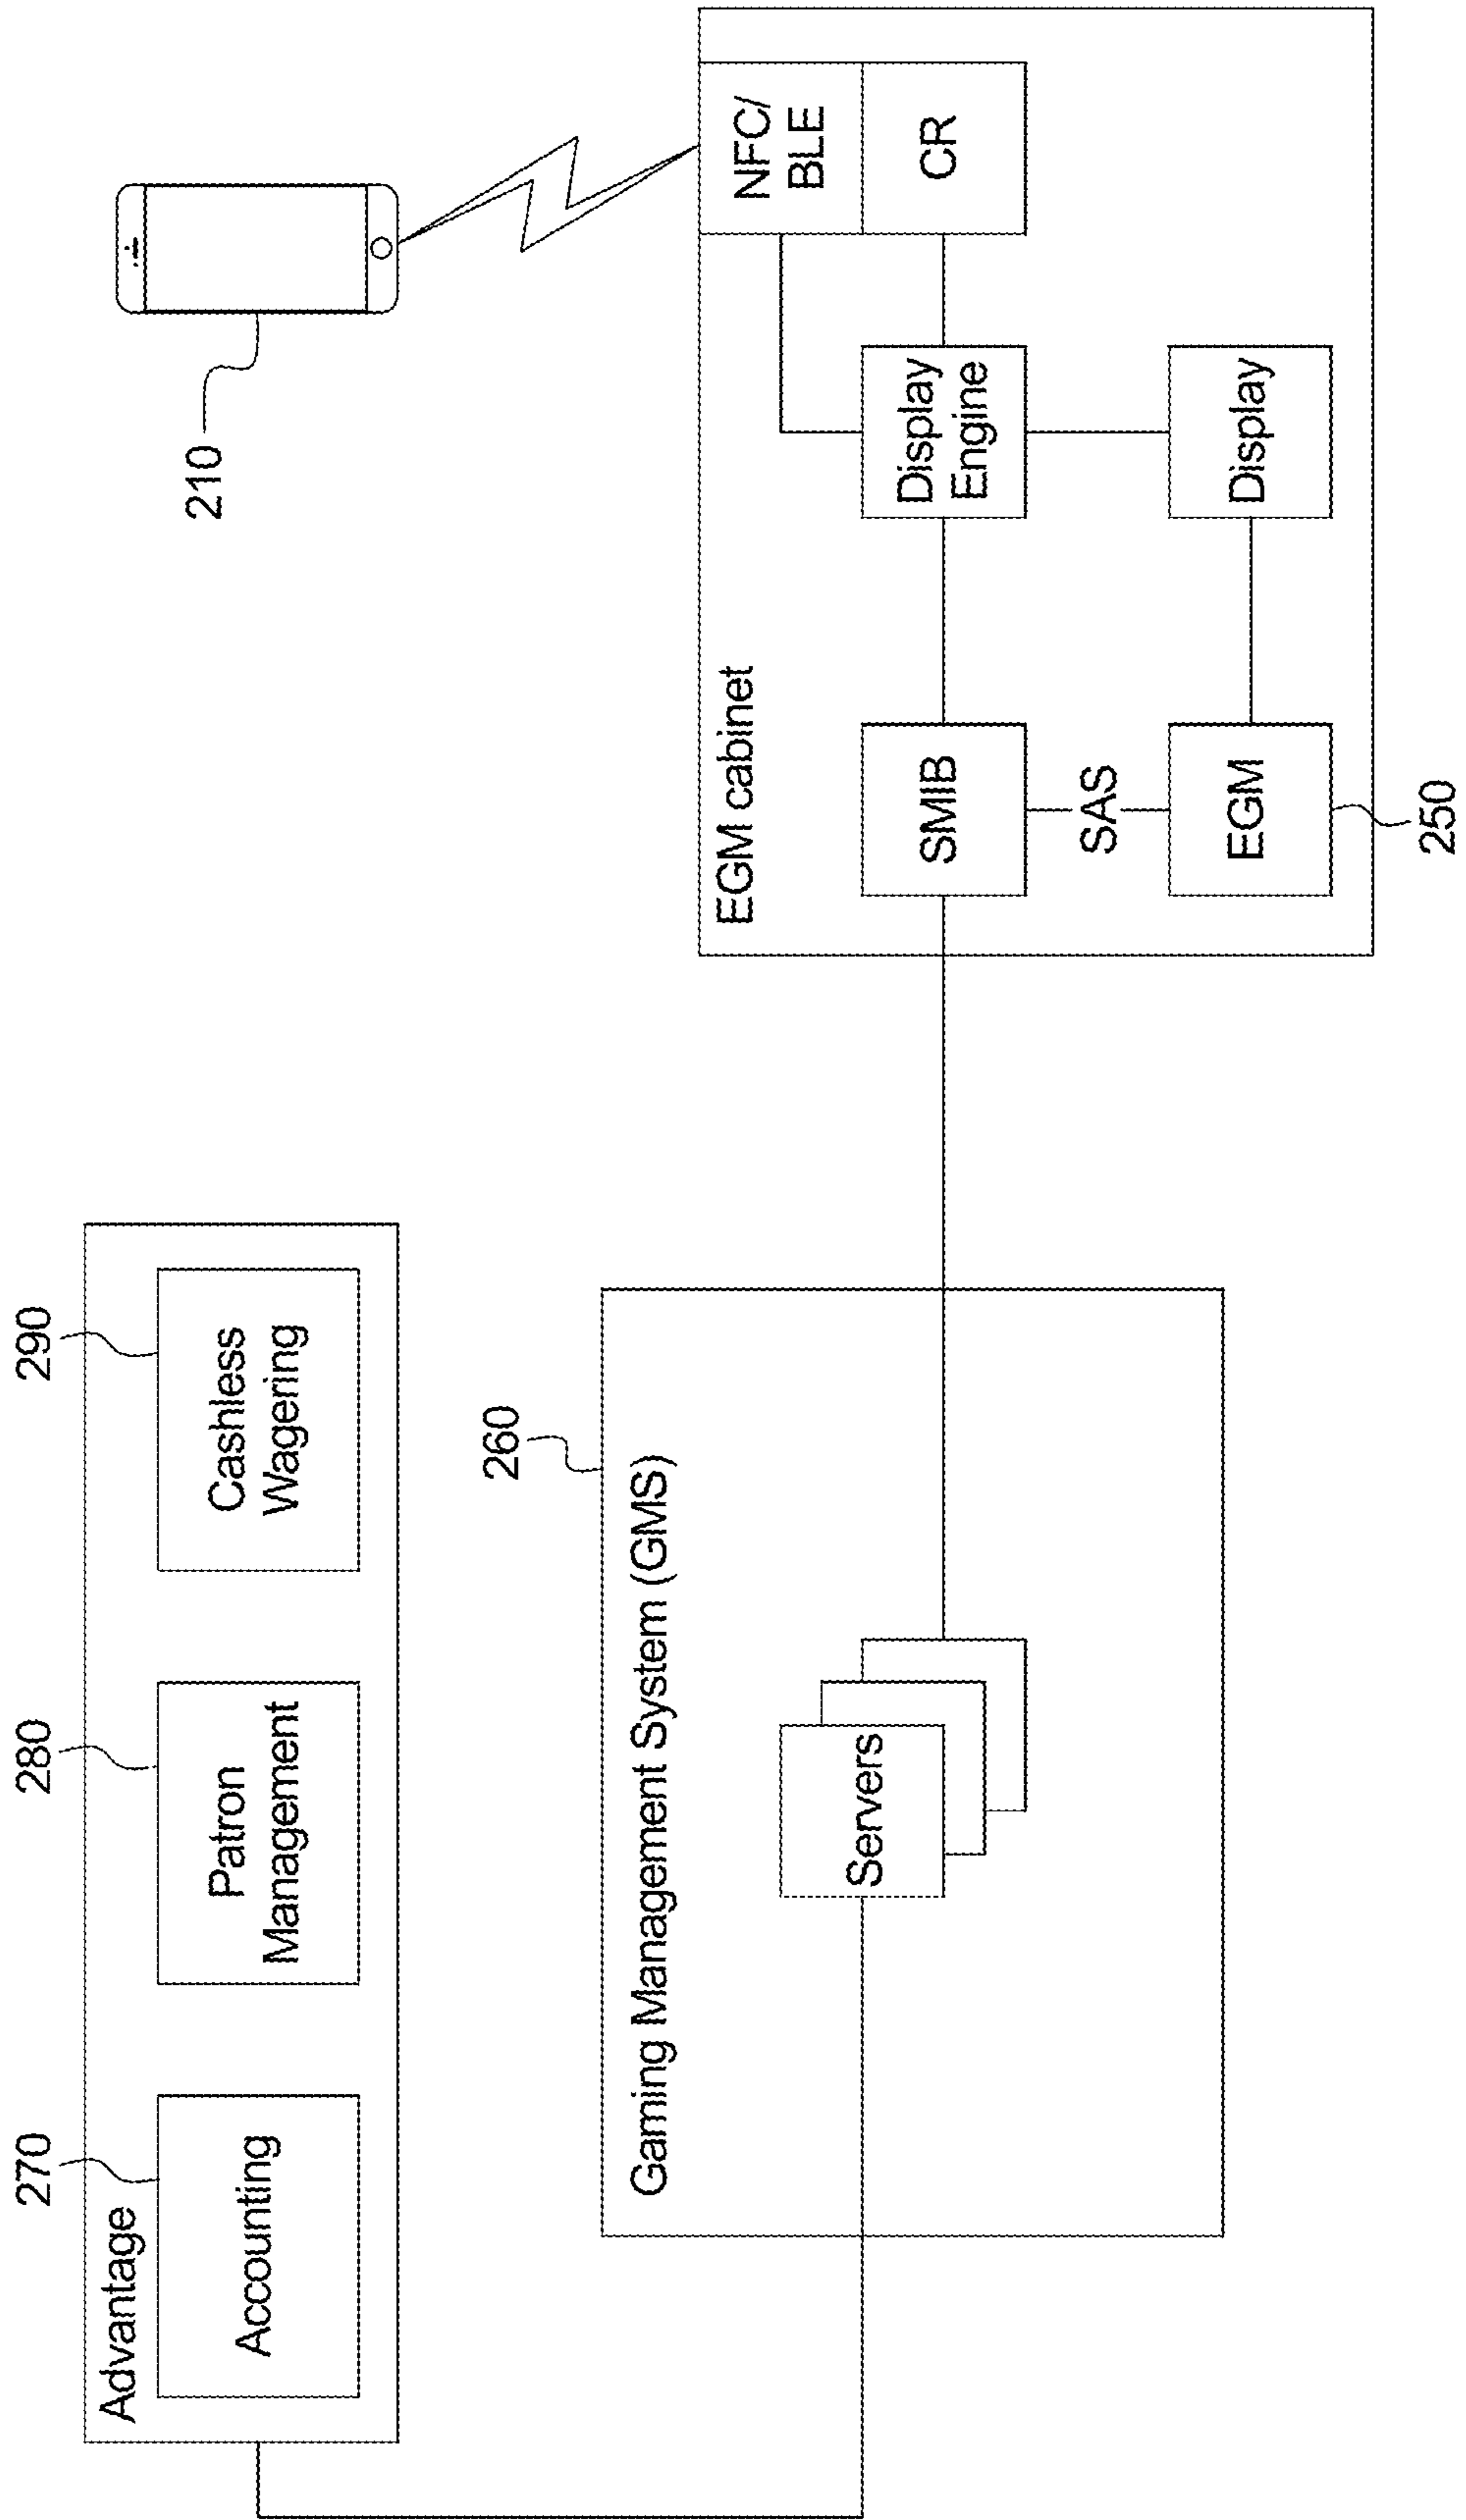 270
280
290
Advantage
Accounting
Patron
Management
Cashless
Wagering
210
260
Gaming Management System (GMS)
Servers
EGM cabinet
NFC/
BLE
CR
SMIB
Display
Engine
SAS
EGM
Display
250